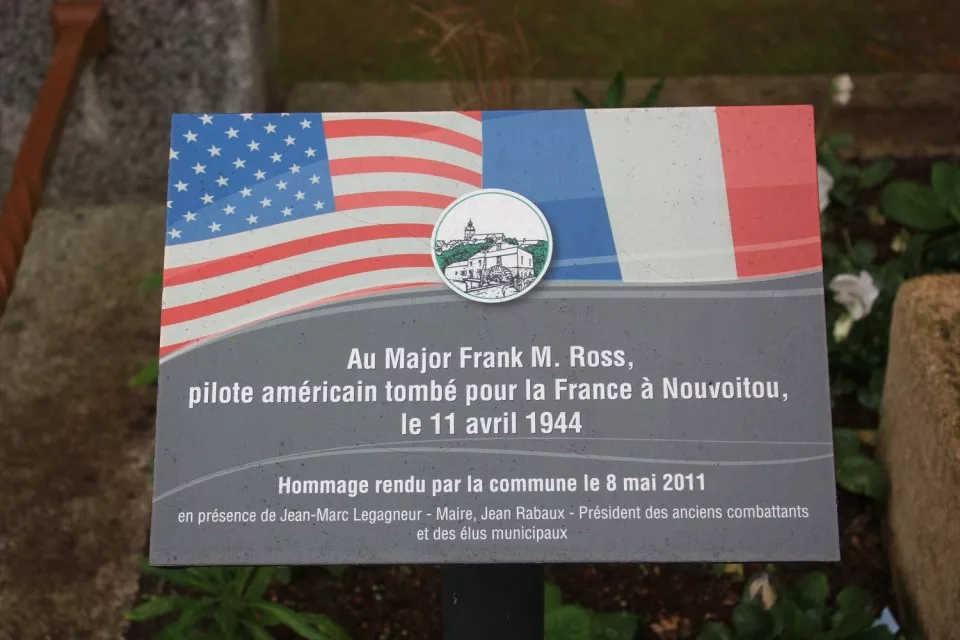 Au Major Frank M. Ross,
pilote américain tombé pour la France à Nouvoitou,
le 11 avril 1944
Hommage rendu par la commune le 8 mai 2011
en présence de Jean-Marc Legagneur - Maire, Jean Rabaux - Président des anciens combattants
et des élus municipaux